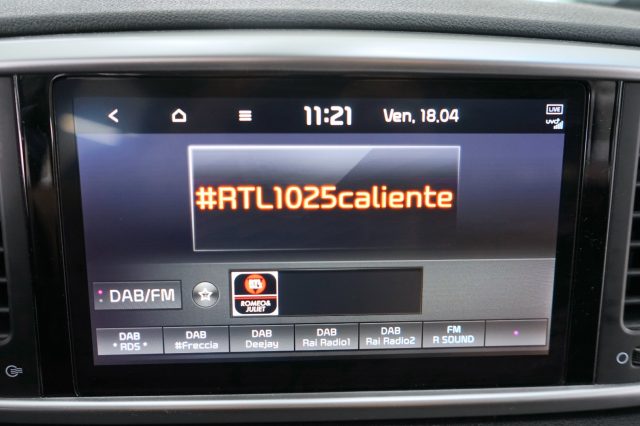 11:21 Ven, 18.04 LIVE
UVO
#RTL1025caliente
: DAB/FM
ROMEO&
JULIET
DAB DAB DAB DAB DAB FM
* RDS * #Freccia Deejay Rai Radio1 Rai Radio2 R SOUND